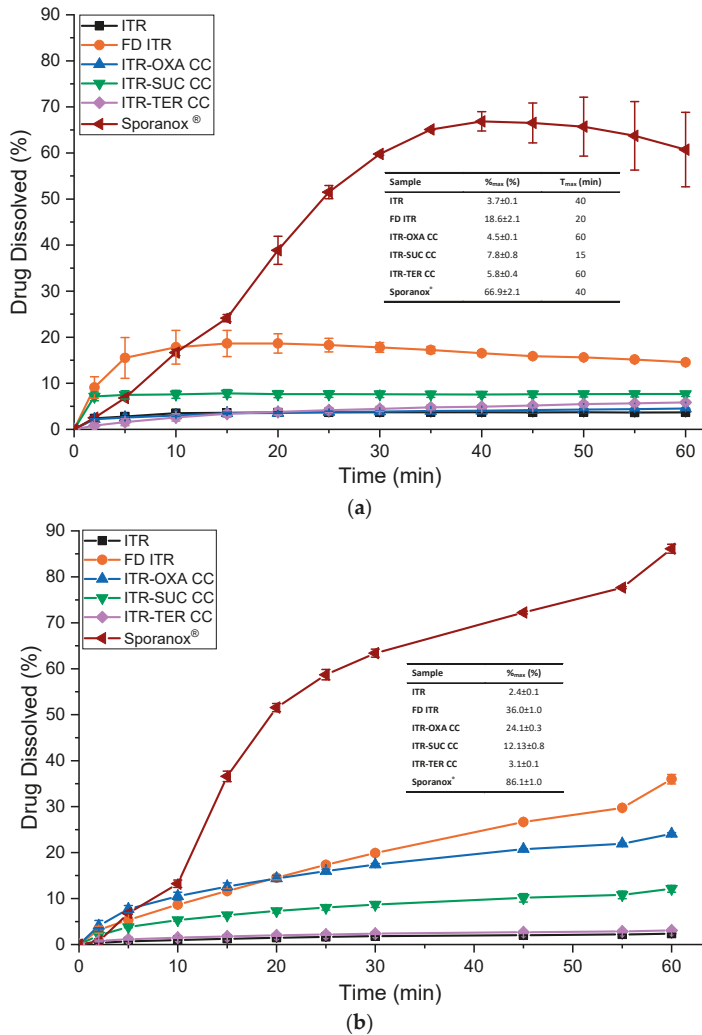 90
80
70
60
50
40
30
20
10
0
Drug Dissolved (%)
ITR
FD ITR
ITR-OXA CC
ITR-SUC CC
ITR-TER CC
Sporanox ®
Sample %max (%) Tmax (min)
ITR 3.7±0.1 40
FD ITR 18.6±2.1 20
ITR-OXA CC 4.5±0.1 60
ITR-SUC CC 7.8±0.8 15
ITR-TER CC 5.8±0.4 60
Sporanox® 66.9±2.1 40
0 10 20 30 40 50 60
Time (min)
(a)
90
80
70
60
50
40
30
20
10
0
Drug Dissolved (%)
ITR
FD ITR
ITR-OXA CC
ITR-SUC CC
ITR-TER CC
Sporanox®
Sample %max (%)
ITR 2.4±0.1
FD ITR 36.0±1.0
ITR-OXA CC 24.1±0.3
ITR-SUC CC 12.13±0.8
ITR-TER CC 3.1±0.1
Sporanox® 86.1±1.0
0 10 20 30 40 50 60
Time (min)
(b)